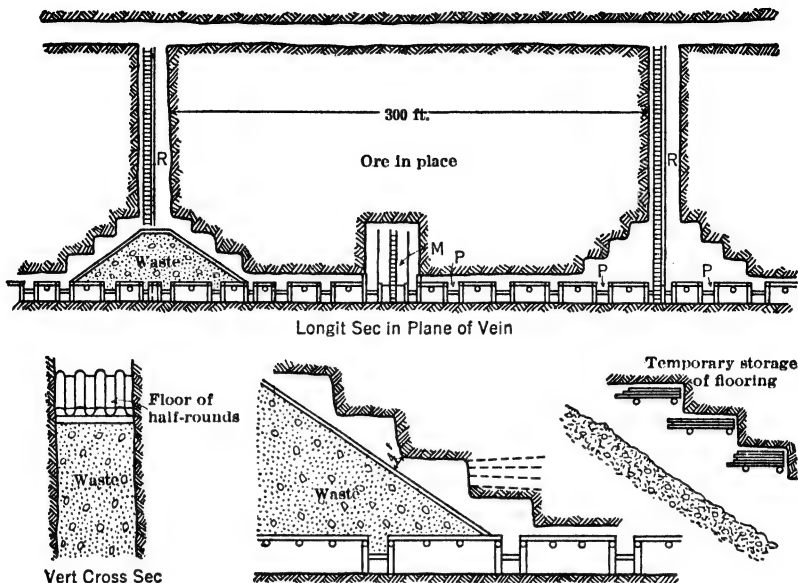 300 ft.
R
R
Ore in place
M
P
Waste
P
P
Longit Sec in Plane of Vein
Temporary storage
of flooring
Floor of
half-rounds
4'
Waste
Waste
Vert Cross Sec